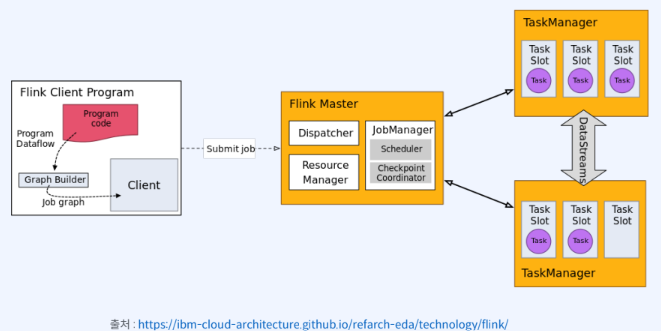 Flink Client Program
Program
code
Program
Dataflow
Graph Builder
Job graph
Client
Submit job
Flink Master
Dispatcher
Resource
Manager
JobManager
Scheduler
Checkpoint
Coordinator
TaskManager
Task
Slot
Task
Task
Slot
Task
Task
Slot
Task
DataStreams
Task
Slot
Task
Task
Slot
Task
Task
Slot
TaskManager
출처 : https://ibm-cloud-architecture.github.io/refarch-eda/technology/flink/